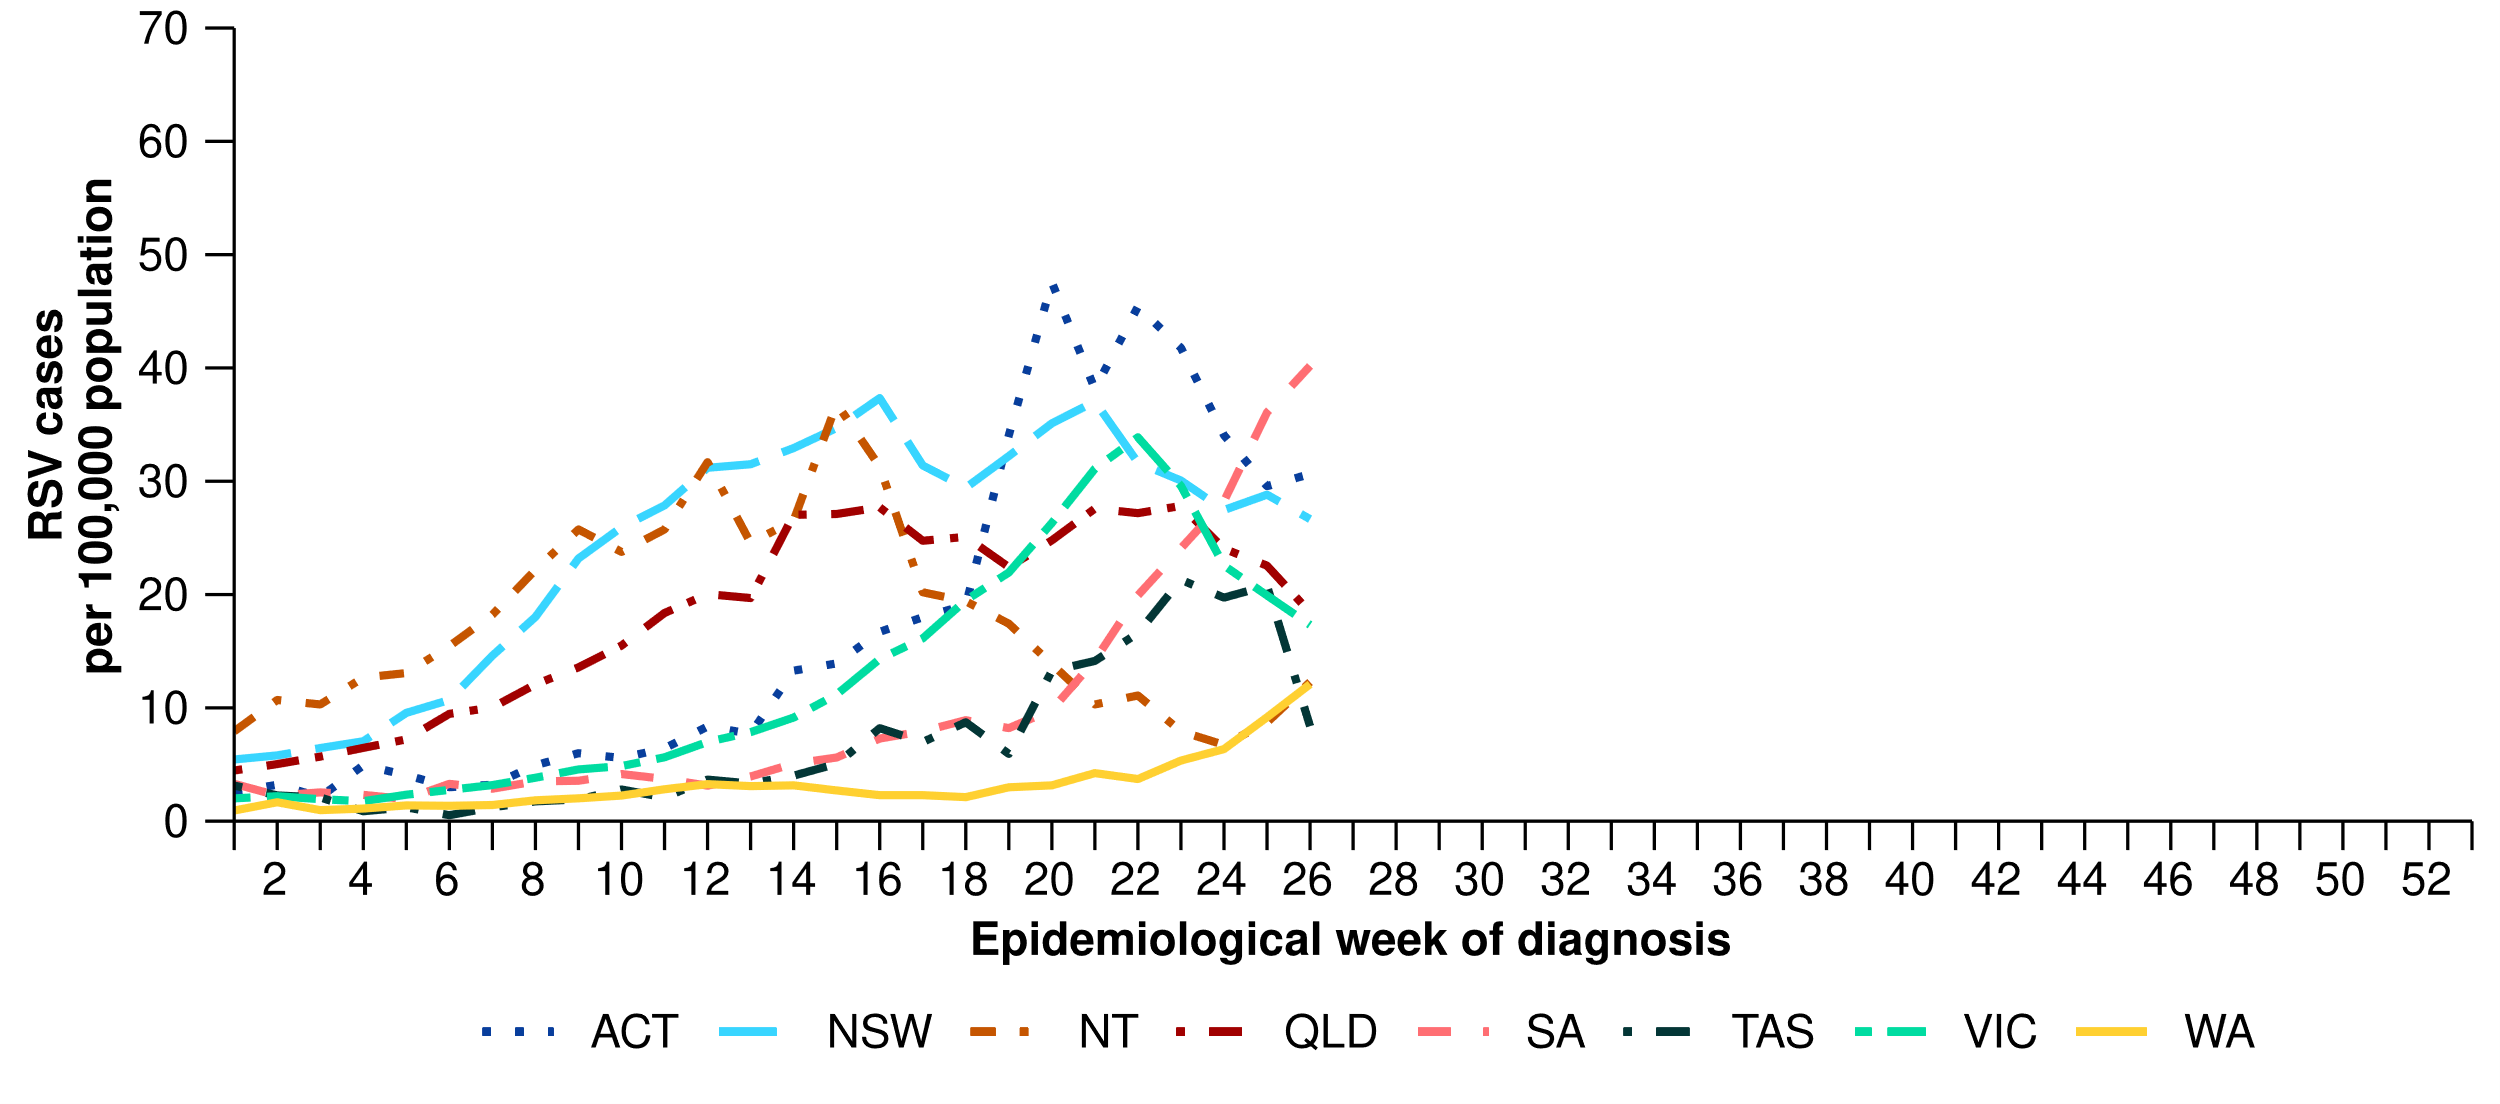 70
60
50
40
30
20
10
0
RSV cases
per 100,000 population
2 4 6 8 10 12 14 16 18 20 22 24 26 28 30 32 34 36 38 40 42 44 46 48 50 52
Epidemiological week of diagnosis
ACT NSW NT QLD SA TAS VIC WA